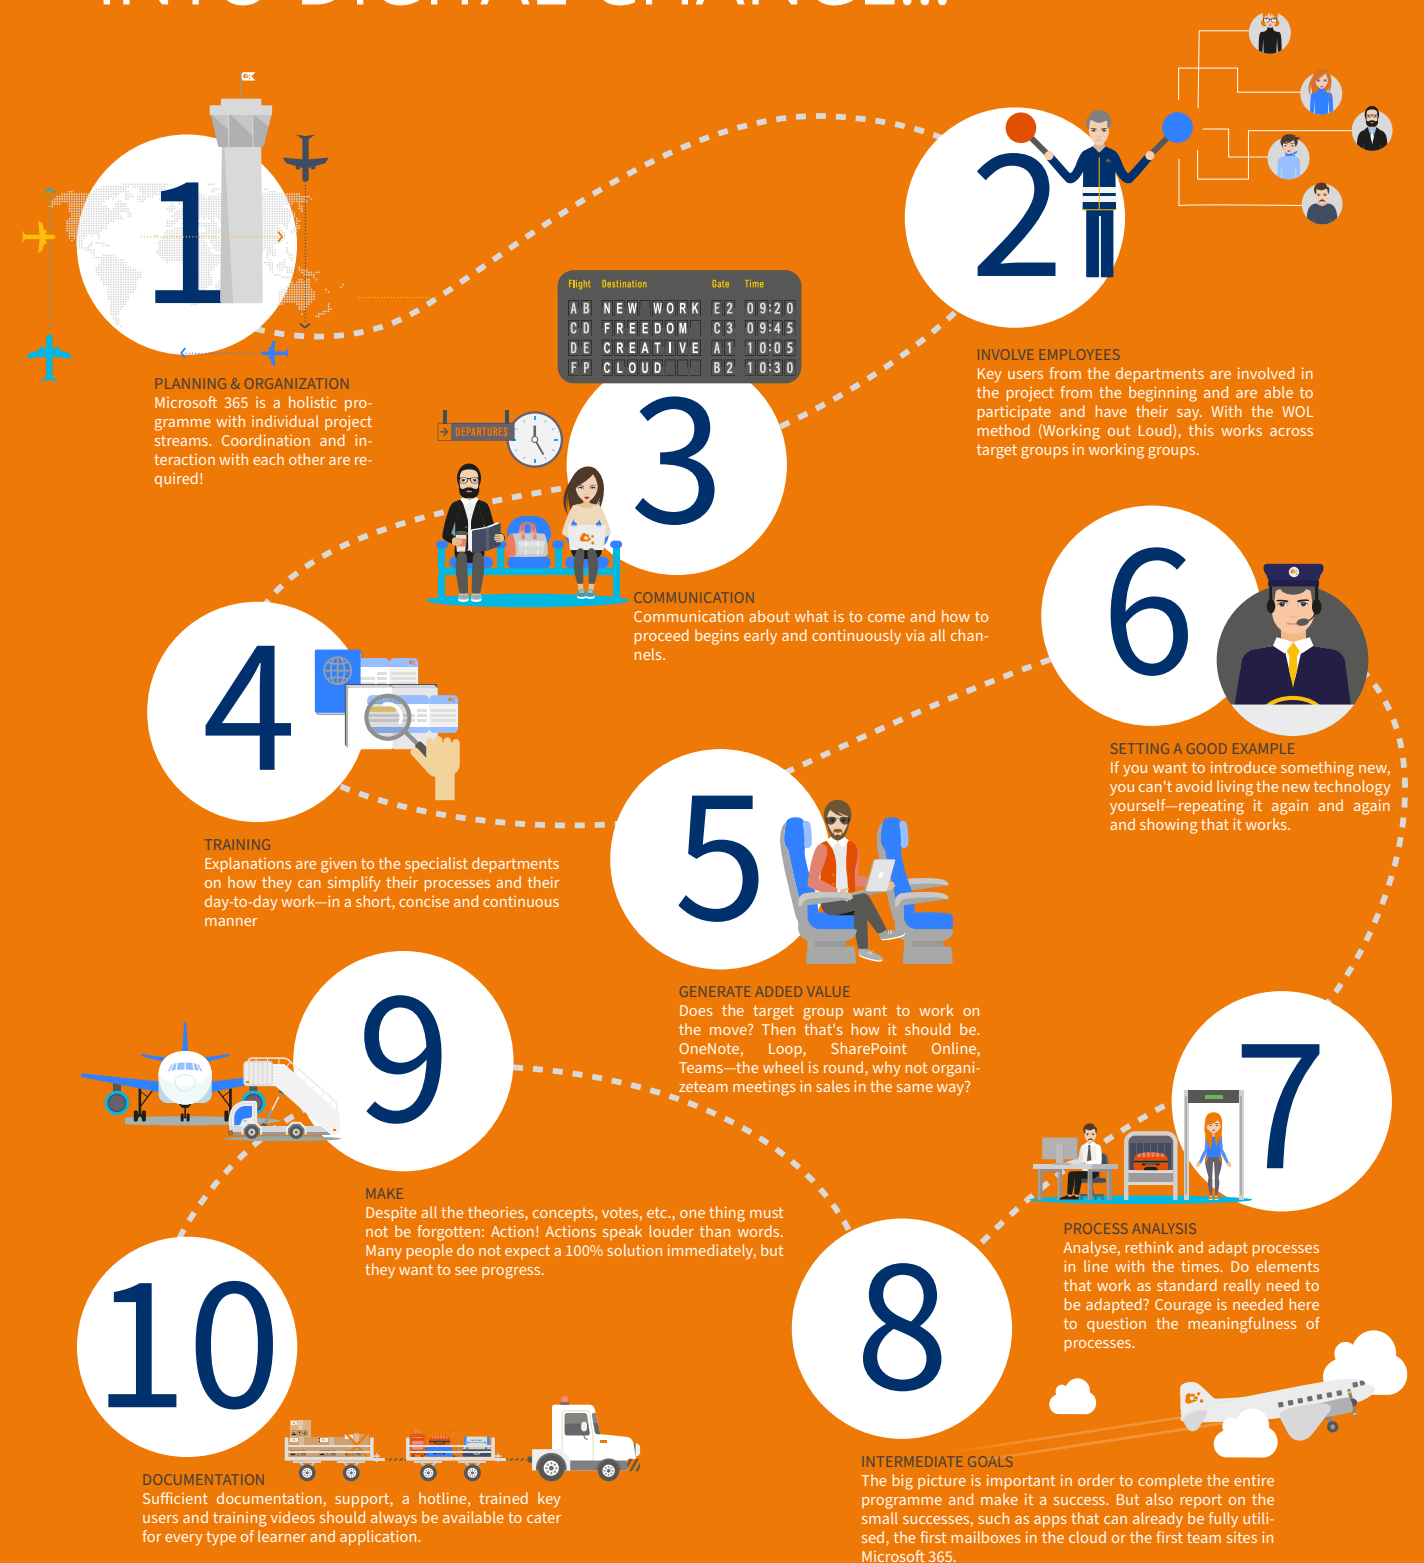 INTO DIGITAL CHANGE...
1
PLANNING & ORGANIZATION
Microsoft 365 is a holistic pro-
gramme with individual project
streams. Coordination and in-
teraction with each other are re-
quired!
2
INVOLVE EMPLOYEES
Key users from the departments are involved in
the project from the beginning and are able to
participate and have their say. With the WOL
method (Working out Loud), this works across
target groups in working groups.
Flight Destination Gate Time
AB NEW WORK E2 09:20
CD FREEDOM C3 09:45
DE CREATIVE A1 10:05
FP CLOUD B2 10:30
DEPARTURES
3
COMMUNICATION
Communication about what is to come and how to
proceed begins early and continuously via all chan-
nels.
4
TRAINING
Explanations are given to the specialist departments
on how they can simplify their processes and their
day-to-day work—in a short, concise and continuous
manner
5
GENERATE ADDED VALUE
Does the target group want to work on
the move? Then that's how it should be.
OneNote, Loop, SharePoint Online,
Teams—the wheel is round, why not organi-
zeteam meetings in sales in the same way?
6
SETTING A GOOD EXAMPLE
If you want to introduce something new,
you can't avoid living the new technology
yourself—repeating it again and again
and showing that it works.
7
PROCESS ANALYSIS
Analyse, rethink and adapt processes
in line with the times. Do elements
that work as standard really need to
be adapted? Courage is needed here
to question the meaningfulness of
processes.
8
INTERMEDIATE GOALS
The big picture is important in order to complete the entire
programme and make it a success. But also report on the
small successes, such as apps that can already be fully utili-
sed, the first mailboxes in the cloud or the first team sites in
Microsoft 365.
9
MAKE
Despite all the theories, concepts, votes, etc., one thing must
not be forgotten: Action! Actions speak louder than words.
Many people do not expect a 100% solution immediately, but
they want to see progress.
10
DOCUMENTATION
Sufficient documentation, support, a hotline, trained key
users and training videos should always be available to cater
for every type of learner and application.